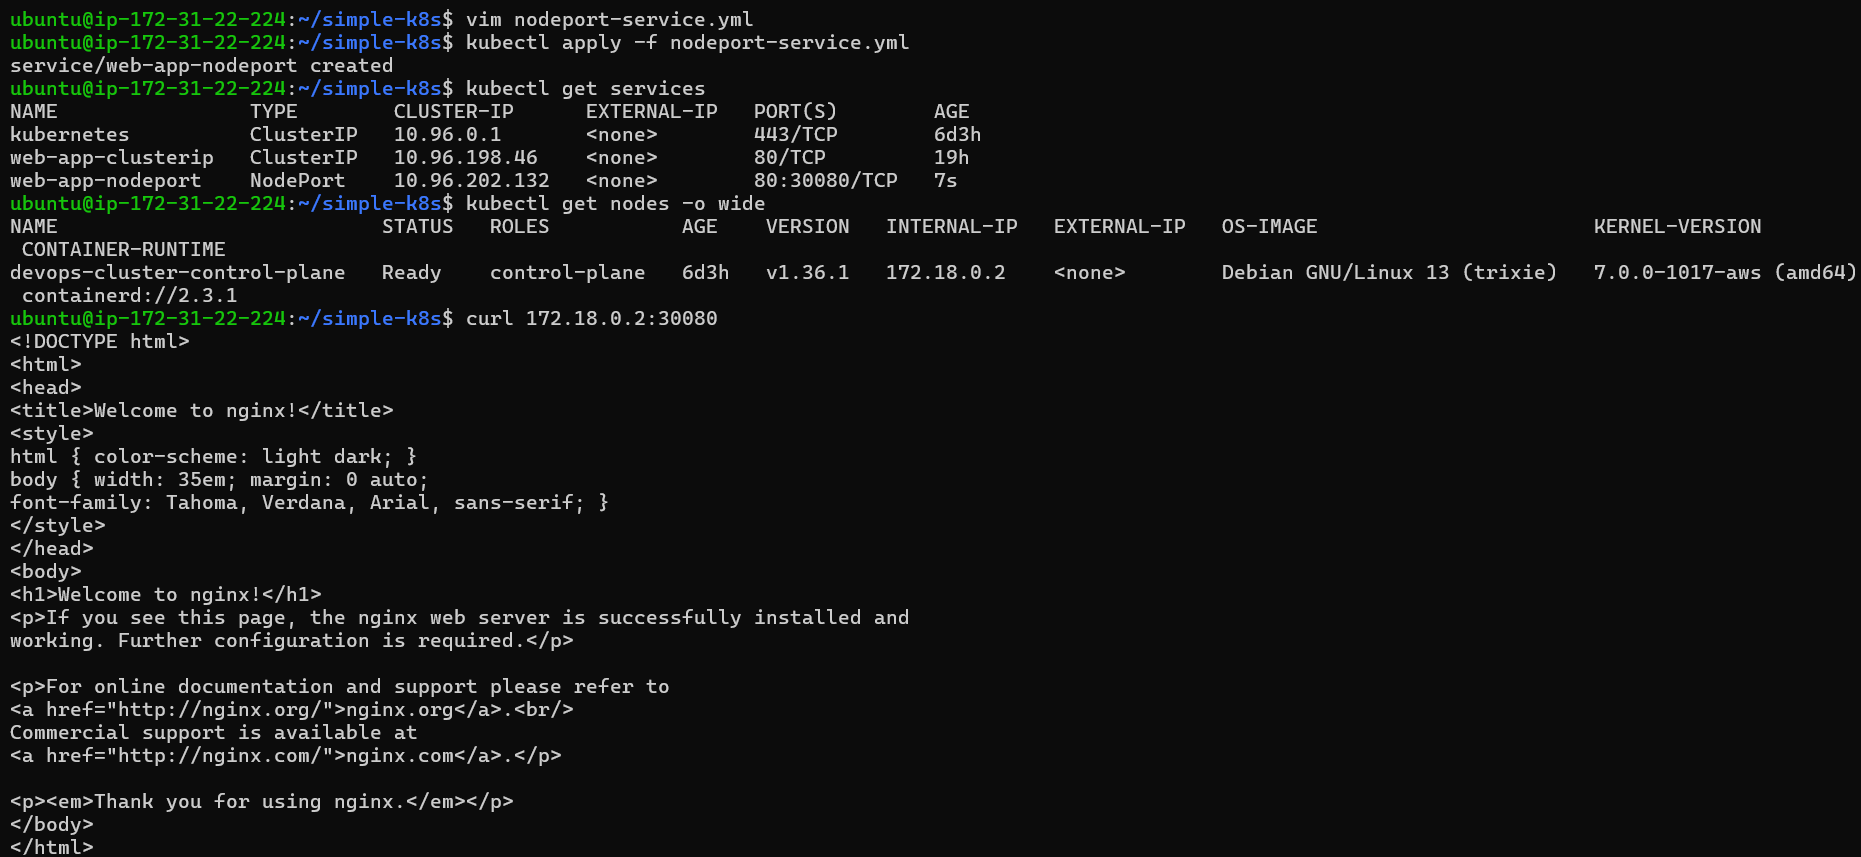 ubuntu@ip-172-31-22-224:~/simple-k8s$ vim nodeport-service.yml
ubuntu@ip-172-31-22-224:~/simple-k8s$ kubectl apply -f nodeport-service.yml
service/web-app-nodeport created
ubuntu@ip-172-31-22-224:~/simple-k8s$ kubectl get services
NAME                TYPE        CLUSTER-IP      EXTERNAL-IP   PORT(S)        AGE
kubernetes          ClusterIP   10.96.0.1       <none>        443/TCP        6d3h
web-app-clusterip   ClusterIP   10.96.198.46    <none>        80/TCP         19h
web-app-nodeport    NodePort    10.96.202.132   <none>        80:30080/TCP   7s
ubuntu@ip-172-31-22-224:~/simple-k8s$ kubectl get nodes -o wide
NAME                           STATUS   ROLES           AGE    VERSION   INTERNAL-IP   EXTERNAL-IP   OS-IMAGE                       KERNEL-VERSION
 CONTAINER-RUNTIME
devops-cluster-control-plane   Ready    control-plane   6d3h   v1.36.1   172.18.0.2    <none>        Debian GNU/Linux 13 (trixie)   7.0.0-1017-aws (amd64)
 containerd://2.3.1
ubuntu@ip-172-31-22-224:~/simple-k8s$ curl 172.18.0.2:30080
<!DOCTYPE html>
<html>
<head>
<title>Welcome to nginx!</title>
<style>
html { color-scheme: light dark; }
body { width: 35em; margin: 0 auto;
font-family: Tahoma, Verdana, Arial, sans-serif; }
</style>
</head>
<body>
<h1>Welcome to nginx!</h1>
<p>If you see this page, the nginx web server is successfully installed and
working. Further configuration is required.</p>

<p>For online documentation and support please refer to
<a href="http://nginx.org/">nginx.org</a>.<br/>
Commercial support is available at
<a href="http://nginx.com/">nginx.com</a>.</p>

<p><em>Thank you for using nginx.</em></p>
</body>
</html>